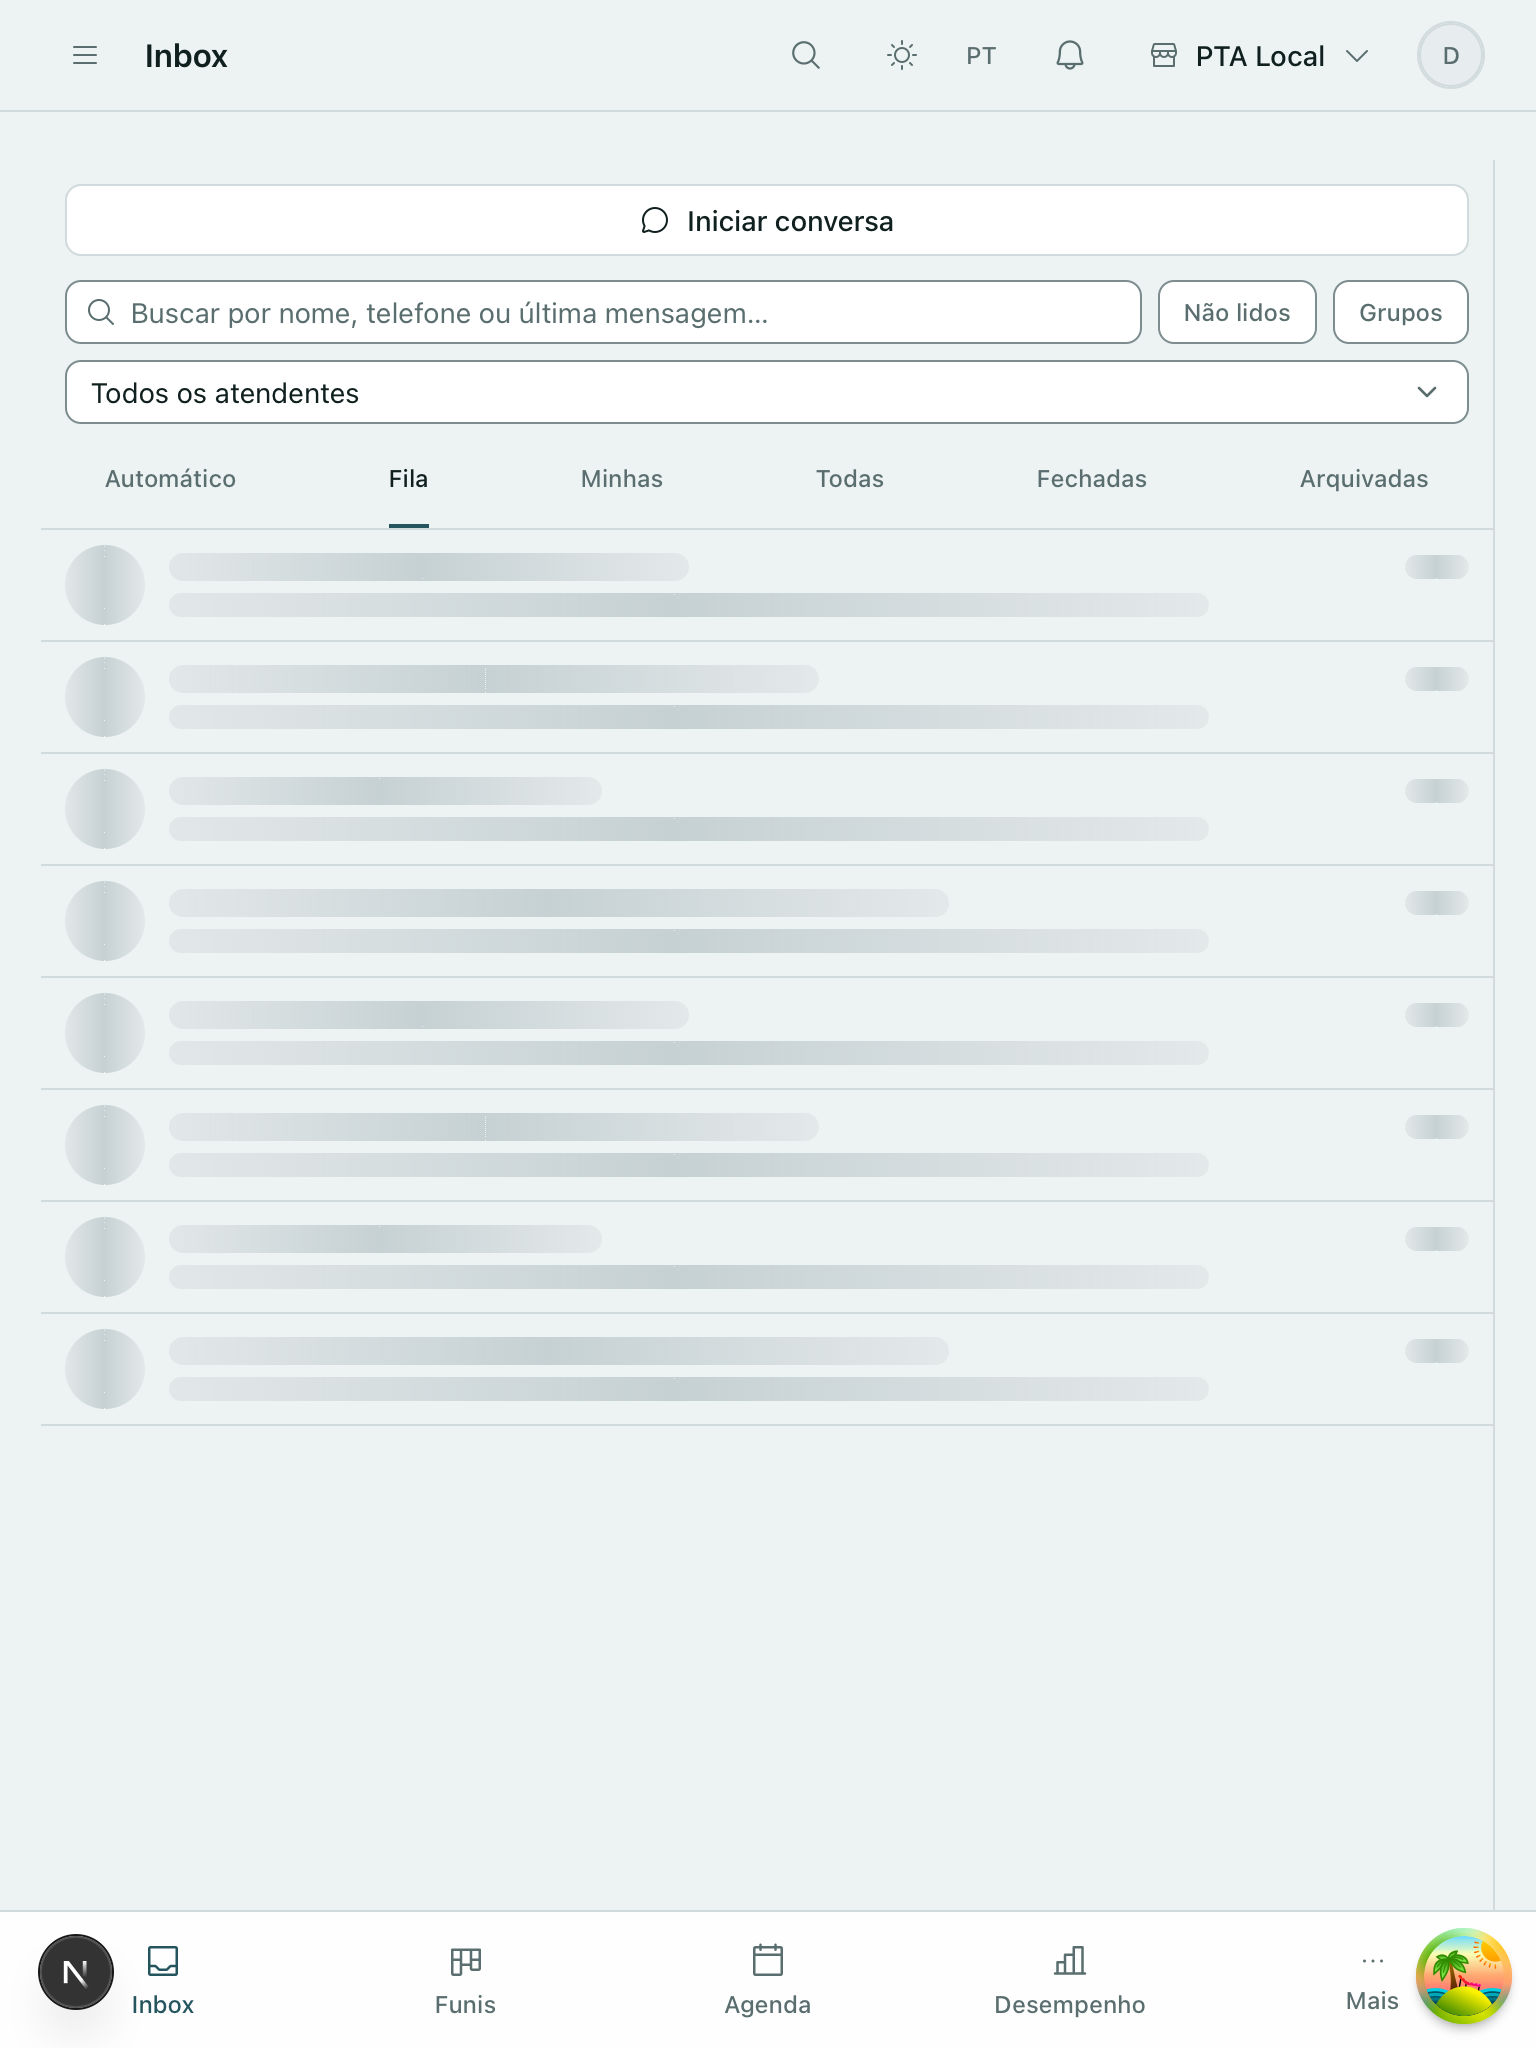 Inbox
PT
PTA Local
D
Iniciar conversa
Buscar por nome, telefone ou última mensagem...
Não lidos
Grupos
Todos os atendentes
Automático
Fila
Minhas
Todas
Fechadas
Arquivadas
N
Inbox
Funis
Agenda
Desempenho
Mais